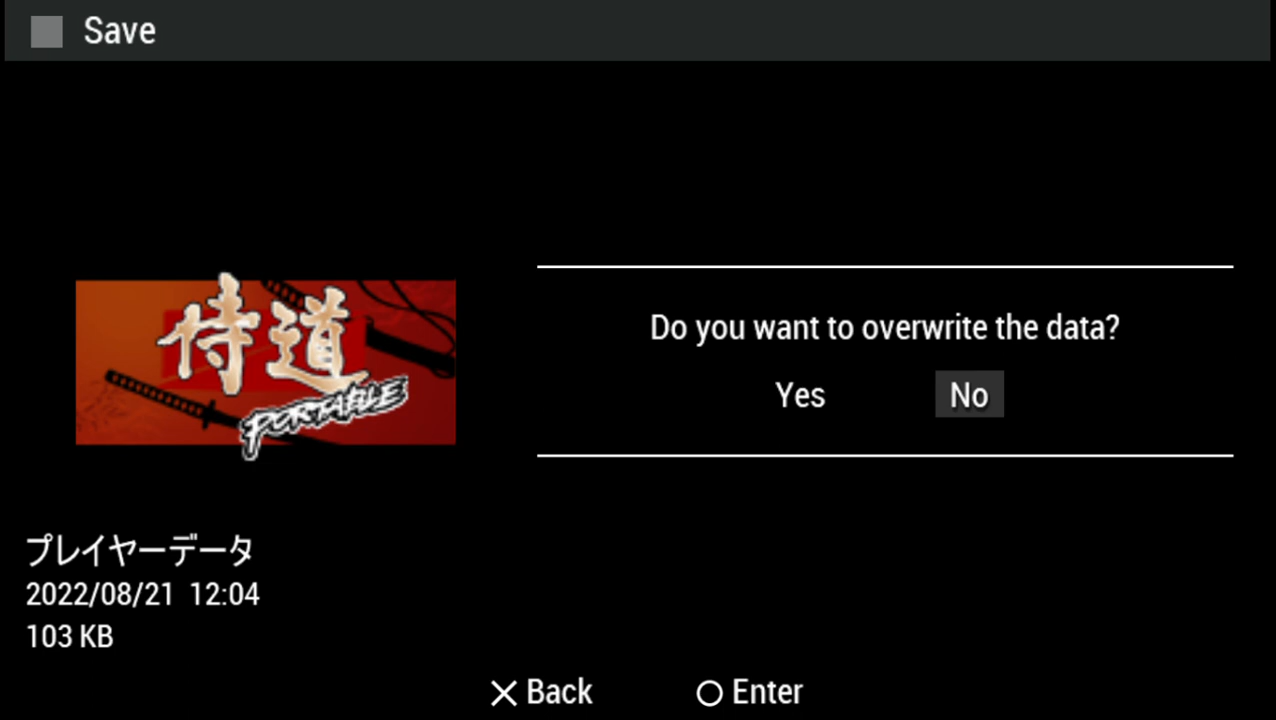 Save
侍道
PORTABLE
Do you want to overwrite the data?
Yes No
プレイヤーデータ
2022/08/21 12:04
103 KB
Back Enter